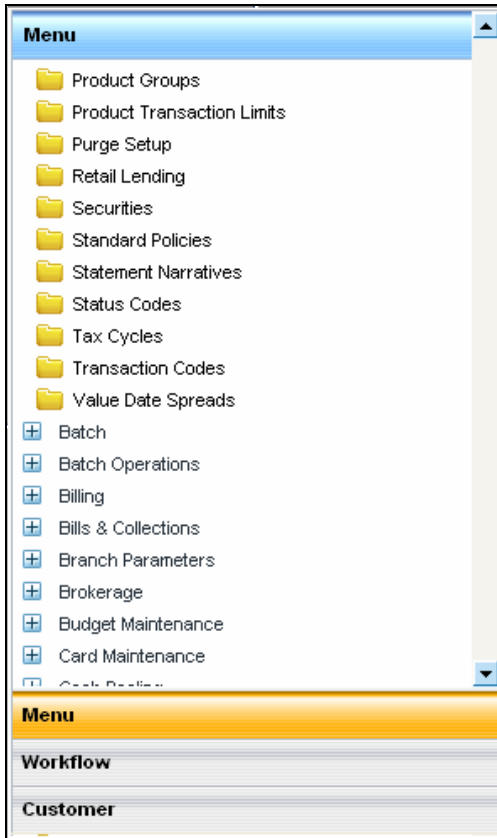 Menu
Product Groups
Product Transaction Limits
Purge Setup
Retail Lending
Securities
Standard Policies
Statement Narratives
Status Codes
Tax Cycles
Transaction Codes
Value Date Spreads
Batch
Batch Operations
Billing
Bills & Collections
Branch Parameters
Brokerage
Budget Maintenance
Card Maintenance
Cash Pooling
Menu
Workflow
Customer